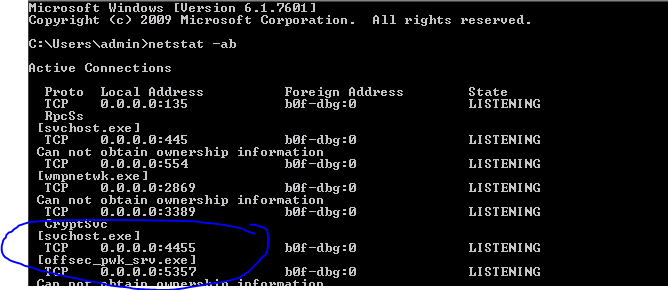 Microsoft Windows [Version 6.1.7601]
Copyright (c) 2009 Microsoft Corporation.  All rights reserved.
C:\Users\admin>netstat -ab
Active Connections
Proto  Local Address          Foreign Address        State
TCP    0.0.0.0:135            b0f-dbg:0              LISTENING
RpcSs
[svchost.exe]
TCP    0.0.0.0:445            b0f-dbg:0              LISTENING
Can not obtain ownership information
TCP    0.0.0.0:554            b0f-dbg:0              LISTENING
[wmpnetwk.exe]
TCP    0.0.0.0:2869           b0f-dbg:0              LISTENING
Can not obtain ownership information
TCP    0.0.0.0:3389           b0f-dbg:0              LISTENING
CryptSvc
[svchost.exe]
TCP    0.0.0.0:4455           b0f-dbg:0              LISTENING
[offsec_pwk_srv.exe]
TCP    0.0.0.0:5357           b0f-dbg:0              LISTENING
Can not obtain ownership information